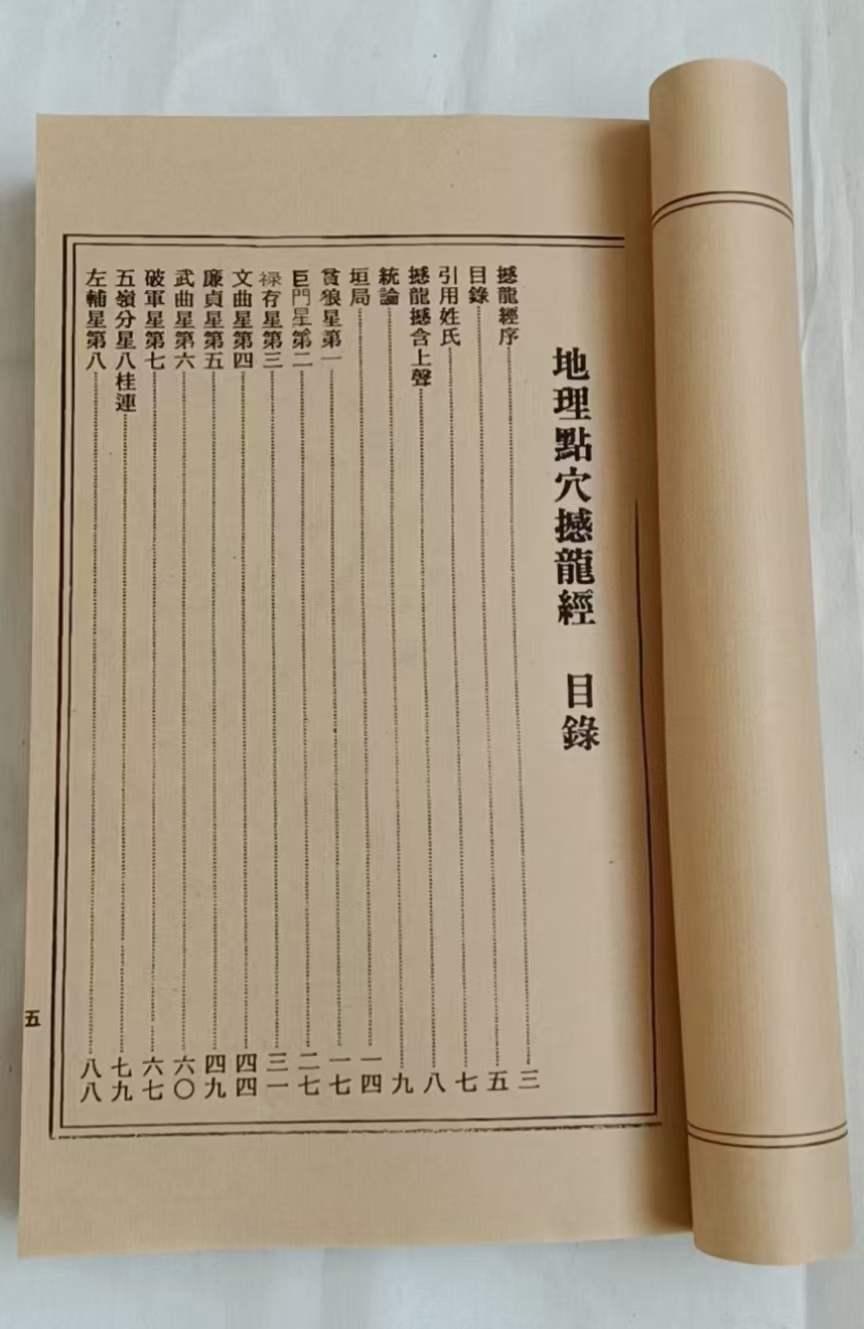 地理點穴撼龍經　目錄
撼龍經序……三
目錄……五
引用姓氏……七
撼龍撼含上聲……八
統論……九
垣局……一四
貪狼星第一……一七
巨門星第二……二七
祿存星第三……三一
文曲星第四……四四
廉貞星第五……四九
武曲星第六……六〇
破軍星第七……六七
五嶺分星八桂連……七九
左輔星第八……八八
五